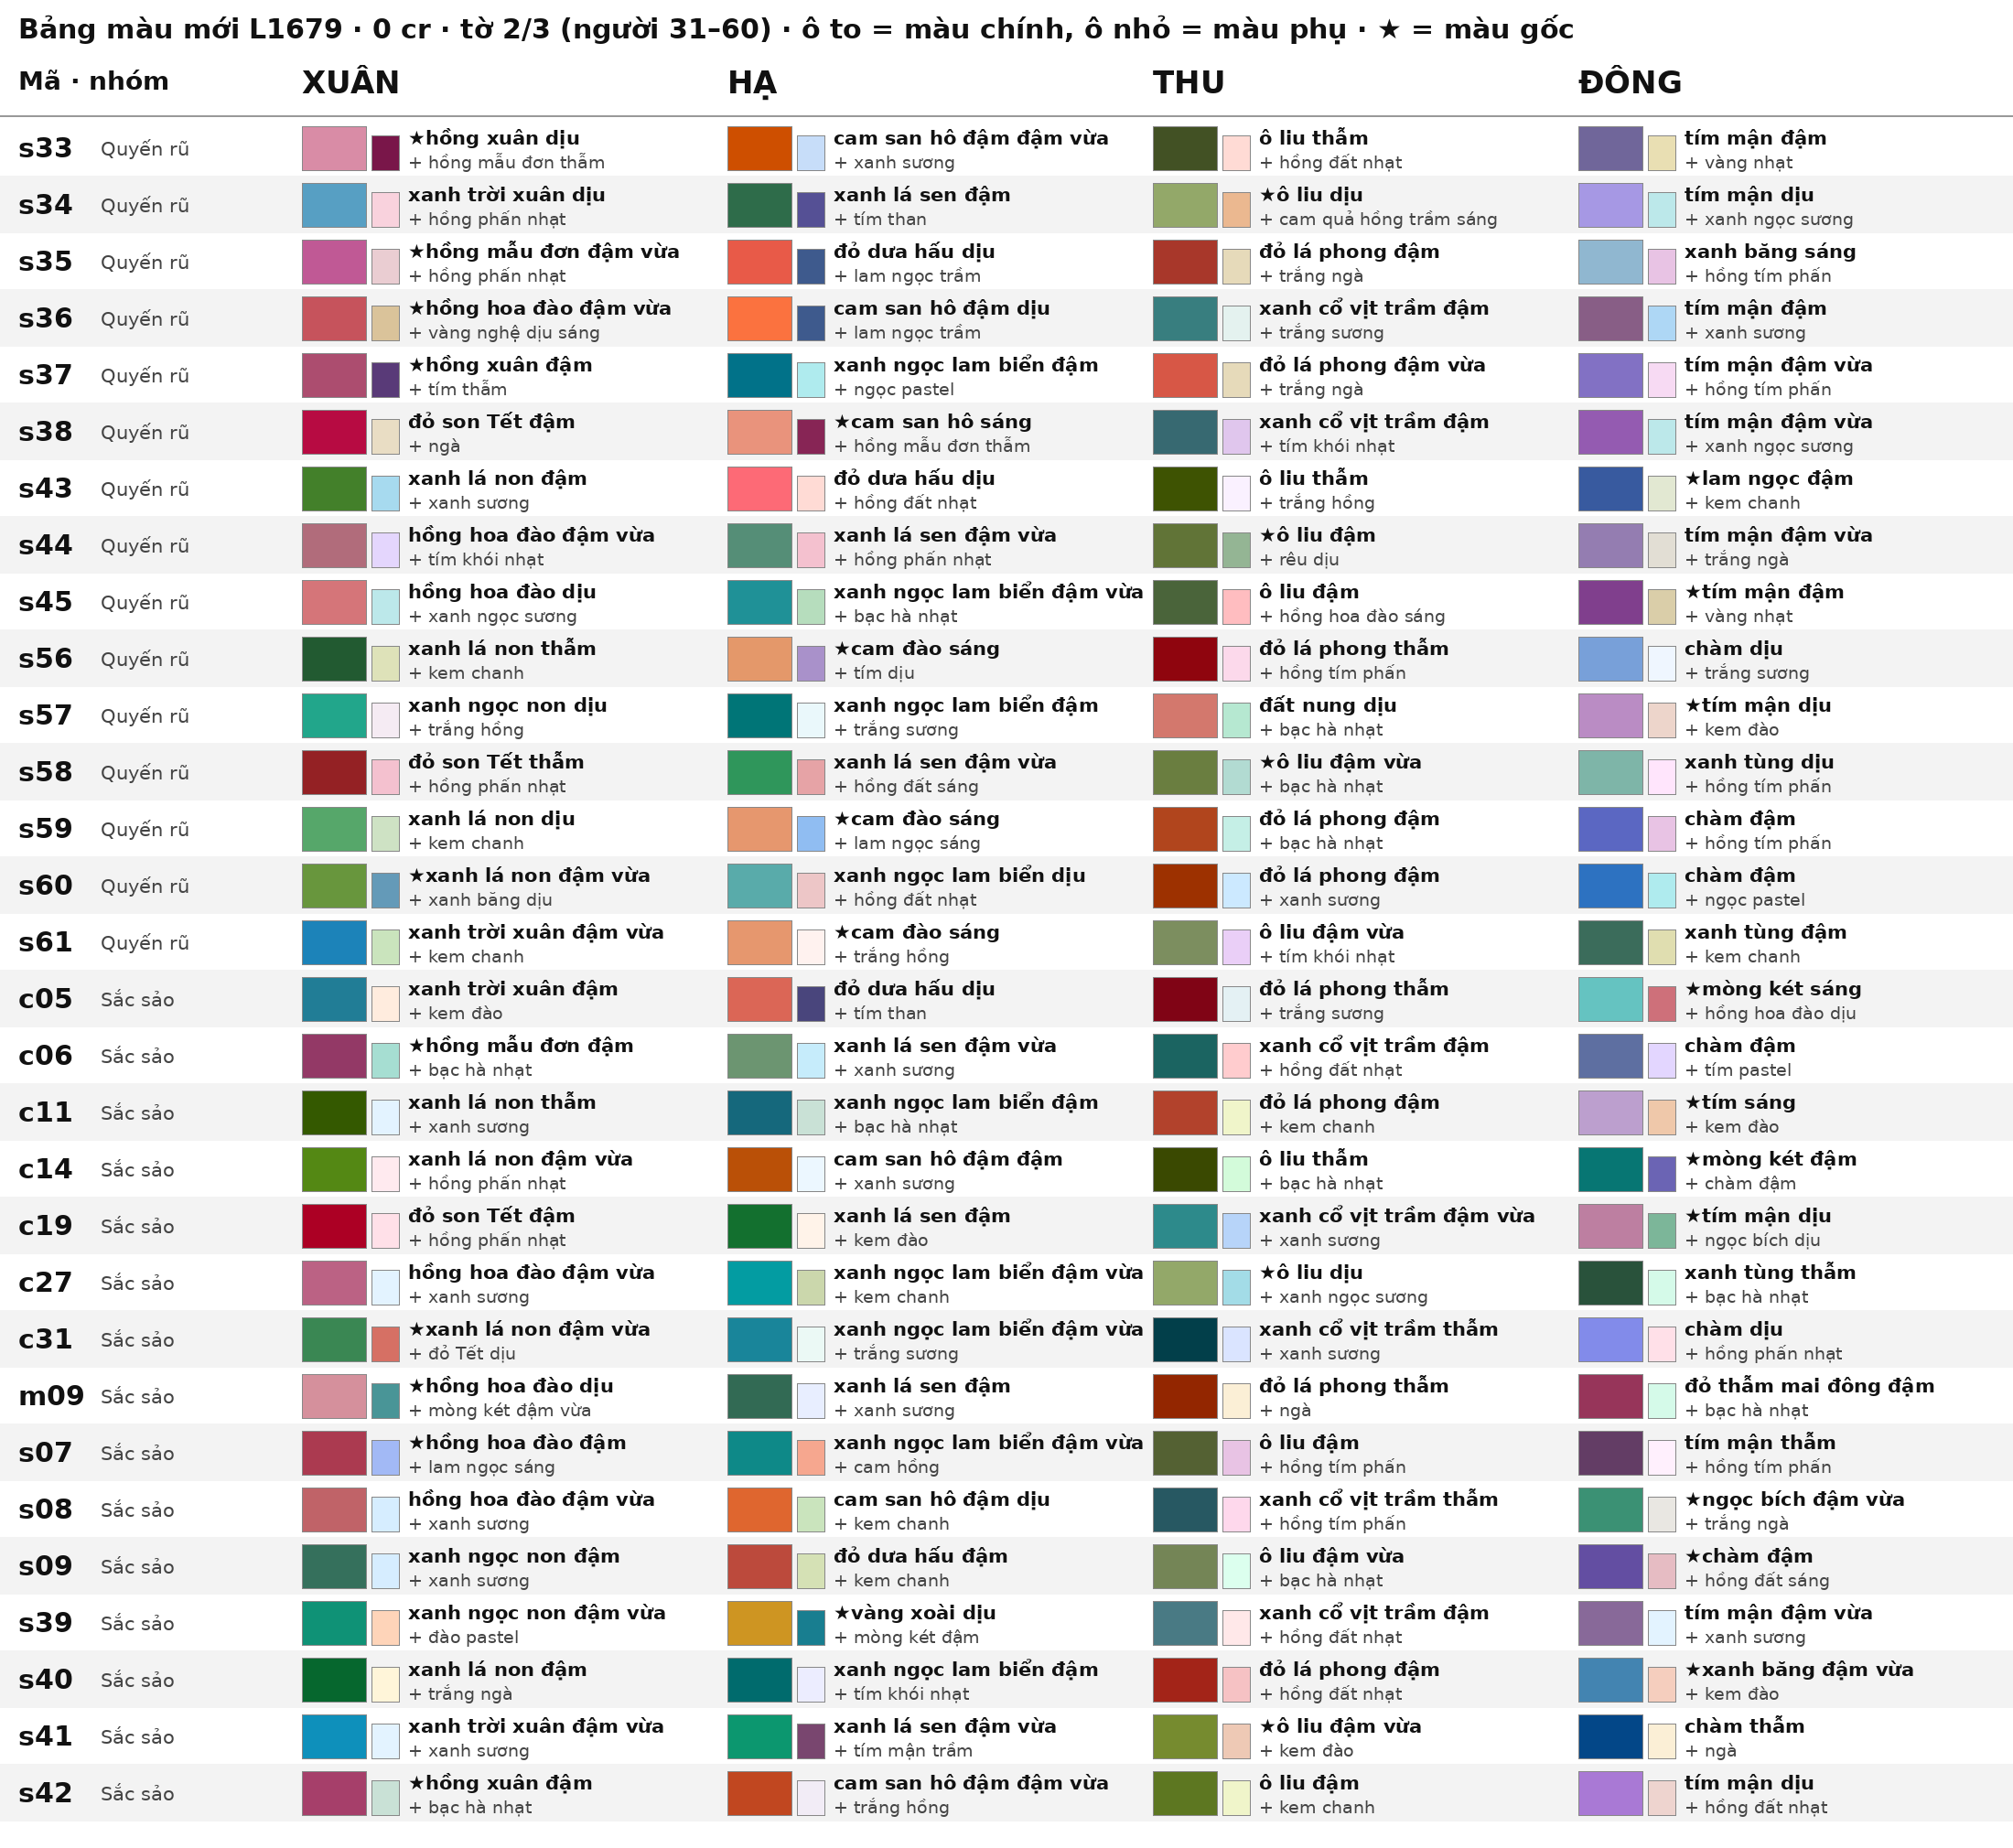 Bảng màu mới L1679 · 0 cr · tờ 2/3 (người 31–60) · ô to = màu chính, ô nhỏ = màu phụ · ★ = màu gốc
Mã · nhóm XUÂN HẠ THU ĐÔNG
s33 Quyến rũ ★hồng xuân dịu cam san hô đậm đậm vừa ô liu thẫm tím mận đậm
+ hồng mẫu đơn thẫm + xanh sương + hồng đất nhạt + vàng nhạt
s34 Quyến rũ xanh trời xuân dịu xanh lá sen đậm ★ô liu dịu tím mận dịu
+ hồng phấn nhạt + tím than + cam quả hồng trầm sáng + xanh ngọc sương
s35 Quyến rũ ★hồng mẫu đơn đậm vừa đỏ dưa hấu dịu đỏ lá phong đậm xanh băng sáng
+ hồng phấn nhạt + lam ngọc trầm + trắng ngà + hồng tím phấn
s36 Quyến rũ ★hồng hoa đào đậm vừa cam san hô đậm dịu xanh cổ vịt trầm đậm tím mận đậm
+ vàng nghệ dịu sáng + lam ngọc trầm + trắng sương + xanh sương
s37 Quyến rũ ★hồng xuân đậm xanh ngọc lam biển đậm đỏ lá phong đậm vừa tím mận đậm vừa
+ tím thẫm + ngọc pastel + trắng ngà + hồng tím phấn
s38 Quyến rũ đỏ son Tết đậm ★cam san hô sáng xanh cổ vịt trầm đậm tím mận đậm vừa
+ ngà + hồng mẫu đơn thẫm + tím khói nhạt + xanh ngọc sương
s43 Quyến rũ xanh lá non đậm đỏ dưa hấu dịu ô liu thẫm ★lam ngọc đậm
+ xanh sương + hồng đất nhạt + trắng hồng + kem chanh
s44 Quyến rũ hồng hoa đào đậm vừa xanh lá sen đậm vừa ★ô liu đậm tím mận đậm vừa
+ tím khói nhạt + hồng phấn nhạt + rêu dịu + trắng ngà
s45 Quyến rũ hồng hoa đào dịu xanh ngọc lam biển đậm vừa ô liu đậm ★tím mận đậm
+ xanh ngọc sương + bạc hà nhạt + hồng hoa đào sáng + vàng nhạt
s56 Quyến rũ xanh lá non thẫm ★cam đào sáng đỏ lá phong thẫm chàm dịu
+ kem chanh + tím dịu + hồng tím phấn + trắng sương
s57 Quyến rũ xanh ngọc non dịu xanh ngọc lam biển đậm đất nung dịu ★tím mận dịu
+ trắng hồng + trắng sương + bạc hà nhạt + kem đào
s58 Quyến rũ đỏ son Tết thẫm xanh lá sen đậm vừa ★ô liu đậm vừa xanh tùng dịu
+ hồng phấn nhạt + hồng đất sáng + bạc hà nhạt + hồng tím phấn
s59 Quyến rũ xanh lá non dịu ★cam đào sáng đỏ lá phong đậm chàm đậm
+ kem chanh + lam ngọc sáng + bạc hà nhạt + hồng tím phấn
s60 Quyến rũ ★xanh lá non đậm vừa xanh ngọc lam biển dịu đỏ lá phong đậm chàm đậm
+ xanh băng dịu + hồng đất nhạt + xanh sương + ngọc pastel
s61 Quyến rũ xanh trời xuân đậm vừa ★cam đào sáng ô liu đậm vừa xanh tùng đậm
+ kem chanh + trắng hồng + tím khói nhạt + kem chanh
c05 Sắc sảo xanh trời xuân đậm đỏ dưa hấu dịu đỏ lá phong thẫm ★mòng két sáng
+ kem đào + tím than + trắng sương + hồng hoa đào dịu
c06 Sắc sảo ★hồng mẫu đơn đậm xanh lá sen đậm vừa xanh cổ vịt trầm đậm chàm đậm
+ bạc hà nhạt + xanh sương + hồng đất nhạt + tím pastel
c11 Sắc sảo xanh lá non thẫm xanh ngọc lam biển đậm đỏ lá phong đậm ★tím sáng
+ xanh sương + bạc hà nhạt + kem chanh + kem đào
c14 Sắc sảo xanh lá non đậm vừa cam san hô đậm đậm ô liu thẫm ★mòng két đậm
+ hồng phấn nhạt + xanh sương + bạc hà nhạt + chàm đậm
c19 Sắc sảo đỏ son Tết đậm xanh lá sen đậm xanh cổ vịt trầm đậm vừa ★tím mận dịu
+ hồng phấn nhạt + kem đào + xanh sương + ngọc bích dịu
c27 Sắc sảo hồng hoa đào đậm vừa xanh ngọc lam biển đậm vừa ★ô liu dịu xanh tùng thẫm
+ xanh sương + kem chanh + xanh ngọc sương + bạc hà nhạt
c31 Sắc sảo ★xanh lá non đậm vừa xanh ngọc lam biển đậm vừa xanh cổ vịt trầm thẫm chàm dịu
+ đỏ Tết dịu + trắng sương + xanh sương + hồng phấn nhạt
m09 Sắc sảo ★hồng hoa đào dịu xanh lá sen đậm đỏ lá phong thẫm đỏ thẫm mai đông đậm
+ mòng két đậm vừa + xanh sương + ngà + bạc hà nhạt
s07 Sắc sảo ★hồng hoa đào đậm xanh ngọc lam biển đậm vừa ô liu đậm tím mận thẫm
+ lam ngọc sáng + cam hồng + hồng tím phấn + hồng tím phấn
s08 Sắc sảo hồng hoa đào đậm vừa cam san hô đậm dịu xanh cổ vịt trầm thẫm ★ngọc bích đậm vừa
+ xanh sương + kem chanh + hồng tím phấn + trắng ngà
s09 Sắc sảo xanh ngọc non đậm đỏ dưa hấu đậm ô liu đậm vừa ★chàm đậm
+ xanh sương + kem chanh + bạc hà nhạt + hồng đất sáng
s39 Sắc sảo xanh ngọc non đậm vừa ★vàng xoài dịu xanh cổ vịt trầm đậm tím mận đậm vừa
+ đào pastel + mòng két đậm + hồng đất nhạt + xanh sương
s40 Sắc sảo xanh lá non đậm xanh ngọc lam biển đậm đỏ lá phong đậm ★xanh băng đậm vừa
+ trắng ngà + tím khói nhạt + hồng đất nhạt + kem đào
s41 Sắc sảo xanh trời xuân đậm vừa xanh lá sen đậm vừa ★ô liu đậm vừa chàm thẫm
+ xanh sương + tím mận trầm + kem đào + ngà
s42 Sắc sảo ★hồng xuân đậm cam san hô đậm đậm vừa ô liu đậm tím mận dịu
+ bạc hà nhạt + trắng hồng + kem chanh + hồng đất nhạt